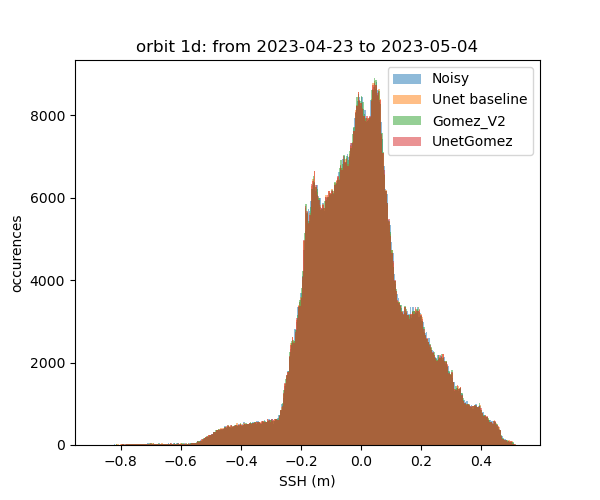 orbit 1d: from 2023-04-23 to 2023-05-04
Noisy
Unet baseline
Gomez_V2
UnetGomez
8000
6000
4000
2000
0
occurences
−0.8 −0.6 −0.4 −0.2 0.0 0.2 0.4
SSH (m)